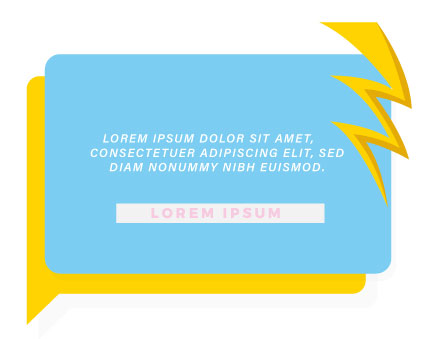 LOREM IPSUM DOLOR SIT AMET,
CONSECTETUER ADIPISCING ELIT, SED
DIAM NONUMMY NIBH EUISMOD.
LOREM IPSUM